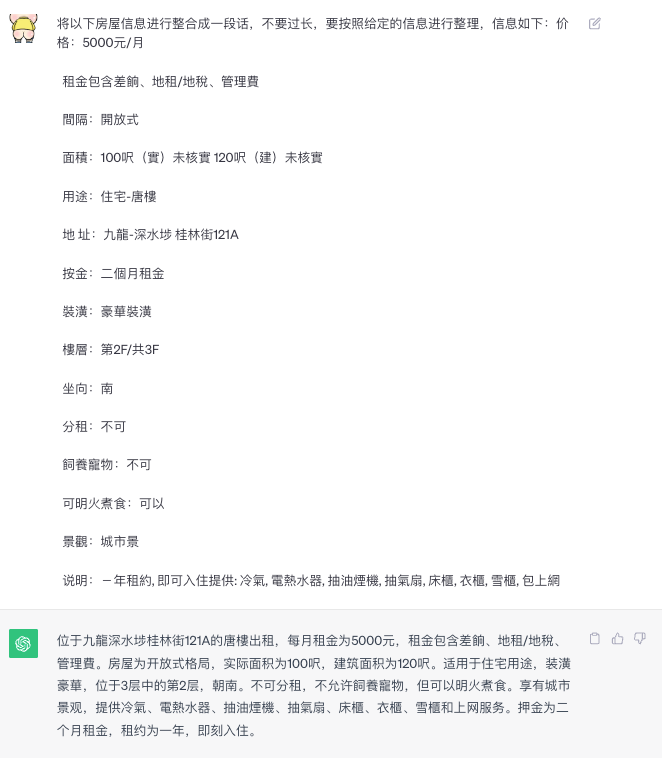 将以下房屋信息进行整合成一段话，不要过长，要按照给定的信息进行整理，信息如下：价
格：5000元/月
租金包含差餉、地租/地稅、管理費
間隔：開放式
面積：100呎（實）未核實 120呎（建）未核實
用途：住宅-唐樓
地 址：九龍-深水埗 桂林街121A
按金：二個月租金
裝潢：豪華裝潢
樓層：第2F/共3F
坐向：南
分租：不可
飼養寵物：不可
可明火煮食：可以
景觀：城市景
说明：－年租約, 即可入住提供: 冷氣, 電熱水器, 抽油煙機, 抽氣扇, 床櫃, 衣櫃, 雪櫃, 包上網
位于九龍深水埗桂林街121A的唐樓出租，每月租金为5000元，租金包含差餉、地租/地稅、
管理費。房屋为开放式格局，实际面积为100呎，建筑面积为120呎。适用于住宅用途，装潢
豪華，位于3层中的第2层，朝南。不可分租，不允许飼養寵物，但可以明火煮食。享有城市
景观，提供冷氣、電熱水器、抽油煙機、抽氣扇、床櫃、衣櫃、雪櫃和上网服务。押金为二
个月租金，租约为一年，即刻入住。